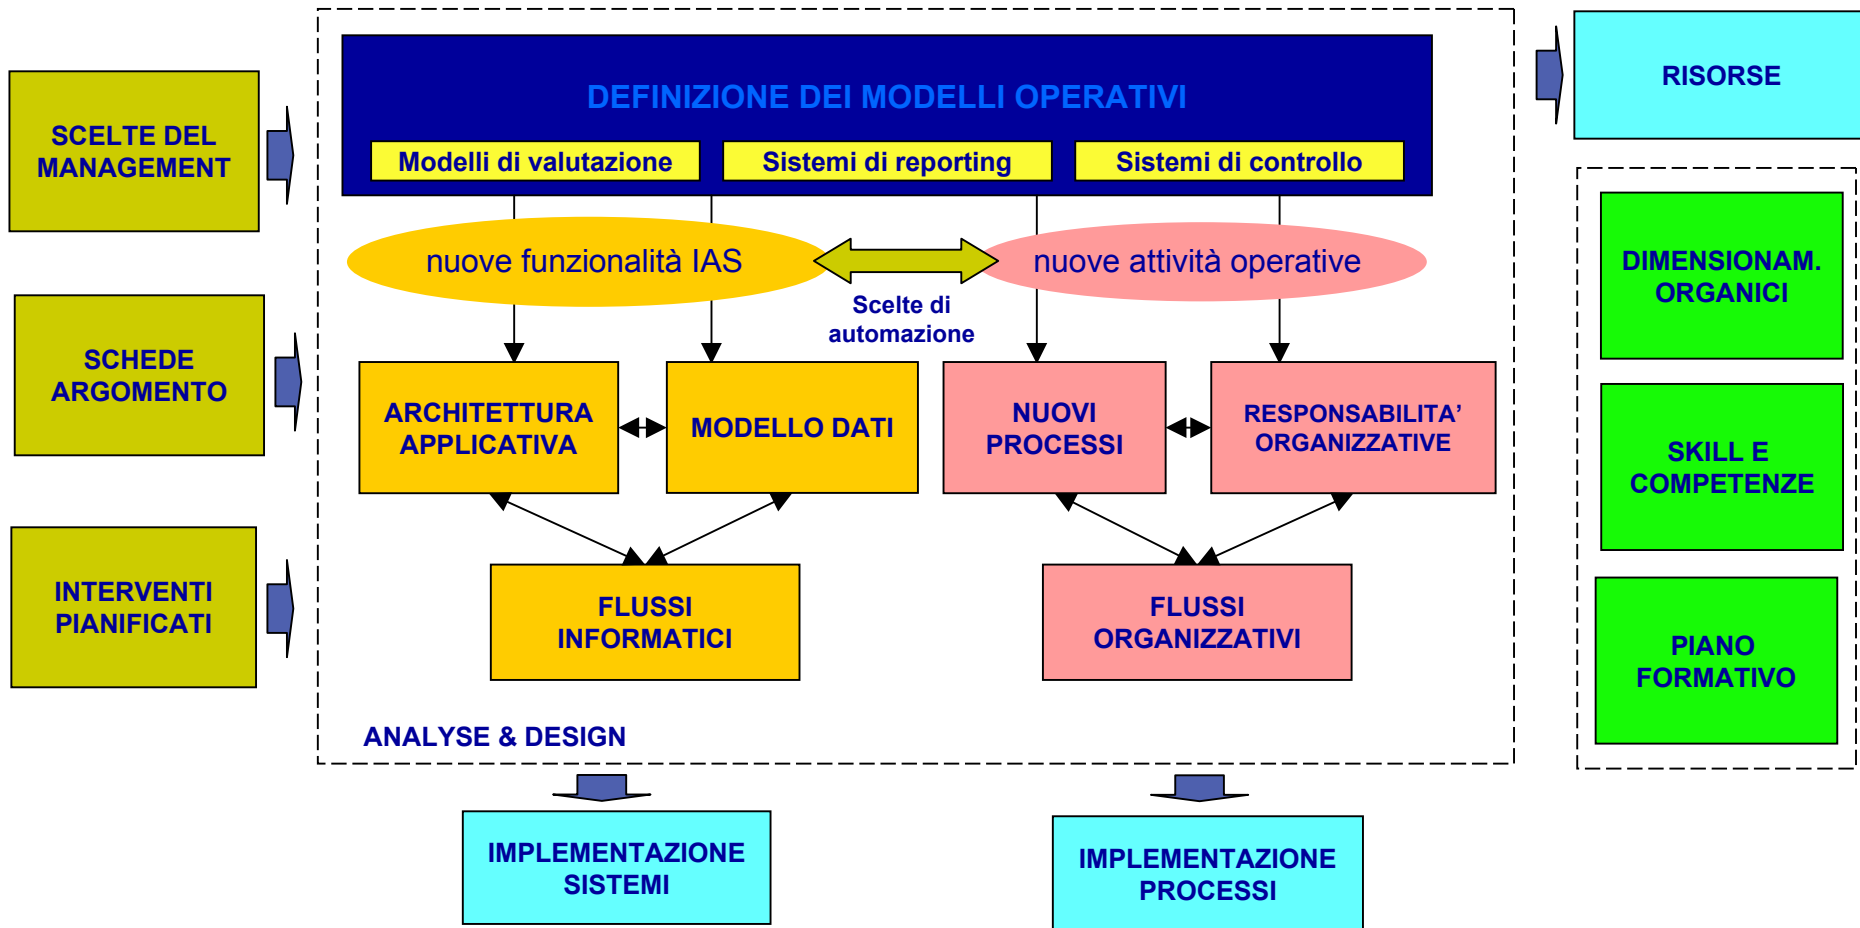 SCELTE DEL
MANAGEMENT
SCHEDE
ARGOMENTO
INTERVENTI
PIANIFICATI
DEFINIZIONE DEI MODELLI OPERATIVI
Modelli di valutazione
Sistemi di reporting
Sistemi di controllo
nuove funzionalità IAS
nuove attività operative
Scelte di
automazione
ARCHITETTURA
APPLICATIVA
MODELLO DATI
NUOVI
PROCESSI
RESPONSABILITA’
ORGANIZZATIVE
FLUSSI
INFORMATICI
FLUSSI
ORGANIZZATIVI
ANALYSE & DESIGN
IMPLEMENTAZIONE
SISTEMI
IMPLEMENTAZIONE
PROCESSI
RISORSE
DIMENSIONAM.
ORGANICI
SKILL E
COMPETENZE
PIANO
FORMATIVO